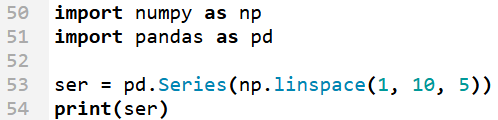 50 import numpy as np
51 import pandas as pd
52
53 ser = pd.Series(np.linspace(1, 10, 5))
54 print(ser)